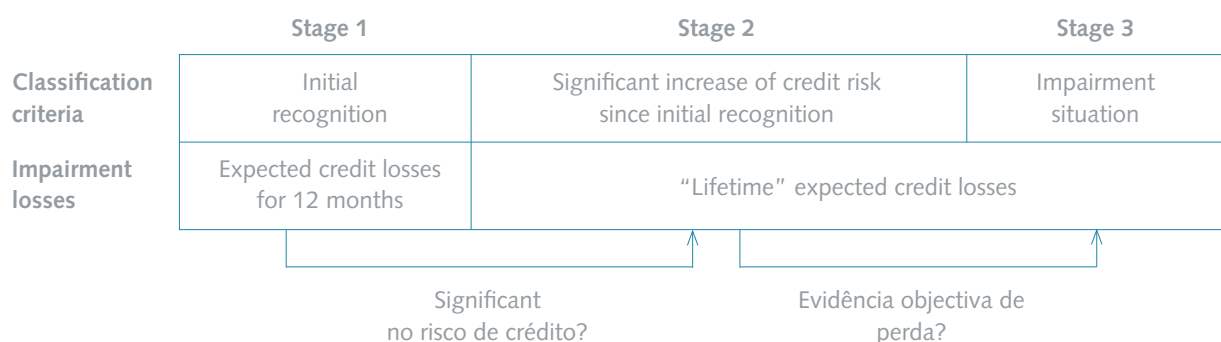 Stage 1
Stage 2
Stage 3
Classification
criteria
Initial
recognition
Significant increase of credit risk
since initial recognition
Impairment
situation
Impairment
losses
Expected credit losses
for 12 months
“Lifetime” expected credit losses
Significant
no risco de crédito?
Evidência objectiva de
perda?